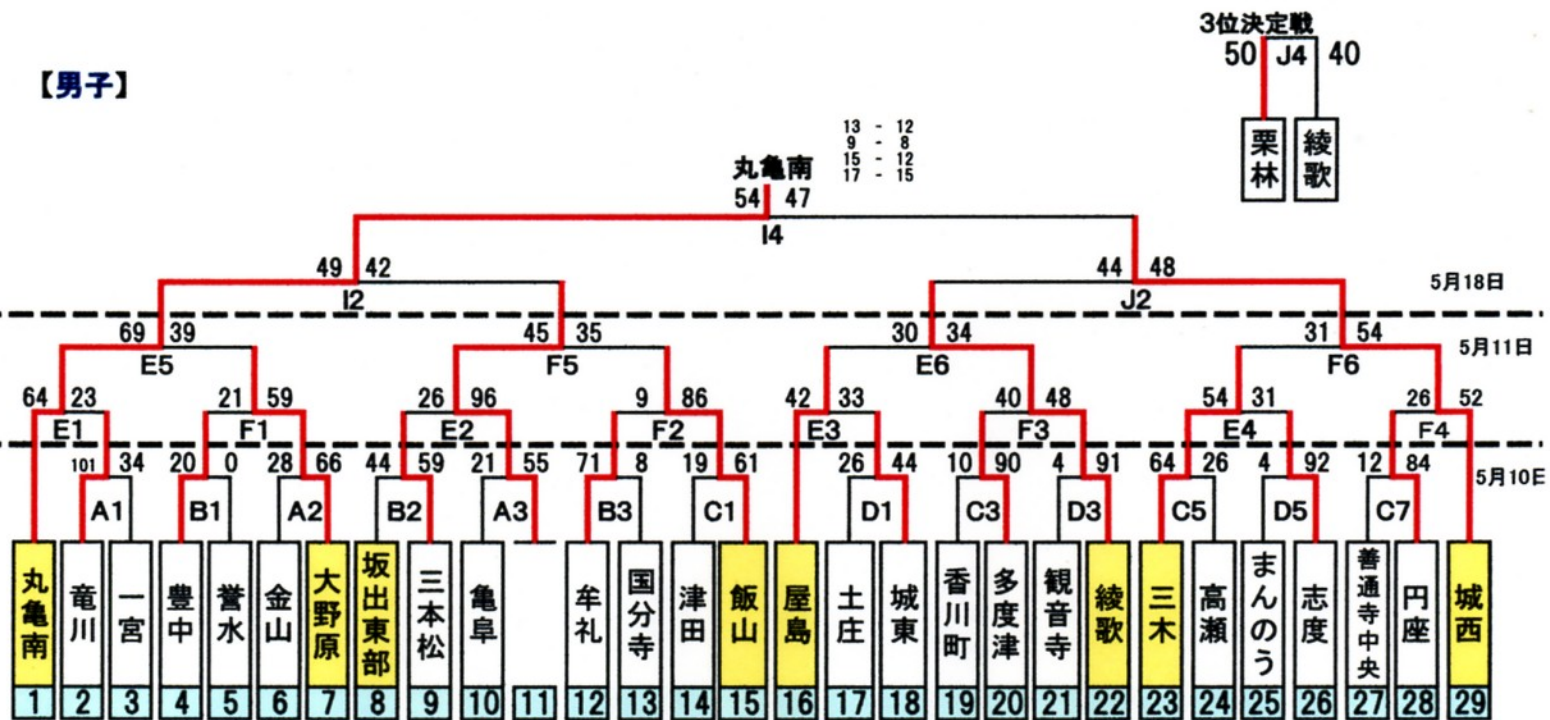 3位決定戦
50 J4 40
【男子】
栗林 綾歌
13 - 12
9 - 8
15 - 12
17 - 15
丸亀南
54 47
I4
49 42 44 48
I2 J2 5月18日
69 39 45 35 30 34 31 54
E5 F5 E6 F6 5月11日
64 23 21 59 26 96 9 86 42 33 40 48 54 31 26 52
E1 F1 E2 F2 E3 F3 E4 F4
101 34 20 0 28 66 44 59 21 55 71 8 19 61 26 44 10 90 4 91 64 26 4 92 12 84 5月10日
A1 B1 A2 B2 A3 B3 C1 D1 C3 D3 C5 D5 C7
丸亀南 竜川 一宮 豊中 誉水 金山 大野原 坂出東部 三本松 亀阜 牟礼 国分寺 津田 飯山 屋島 土庄 城東 香川町 多度津 観音寺 綾歌 三木 高瀬 まんのう 志度 善通寺中央 円座 城西
1 2 3 4 5 6 7 8 9 10 11 12 13 14 15 16 17 18 19 20 21 22 23 24 25 26 27 28 29